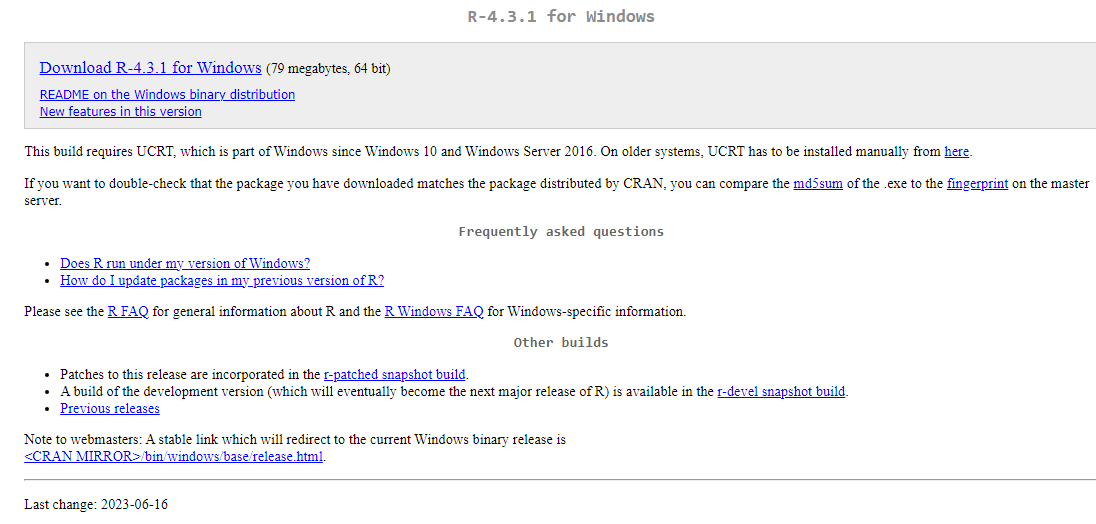 R-4.3.1 for Windows
Download R-4.3.1 for Windows (79 megabytes, 64 bit)
README on the Windows binary distribution
New features in this version
This build requires UCRT, which is part of Windows since Windows 10 and Windows Server 2016. On older systems, UCRT has to be installed manually from here.
If you want to double-check that the package you have downloaded matches the package distributed by CRAN, you can compare the md5sum of the .exe to the fingerprint on the master
server.
Frequently asked questions
• Does R run under my version of Windows?
• How do I update packages in my previous version of R?
Please see the R FAQ for general information about R and the R Windows FAQ for Windows-specific information.
Other builds
• Patches to this release are incorporated in the r-patched snapshot build.
• A build of the development version (which will eventually become the next major release of R) is available in the r-devel snapshot build.
• Previous releases
Note to webmasters: A stable link which will redirect to the current Windows binary release is
<CRAN MIRROR>/bin/windows/base/release.html.
Last change: 2023-06-16